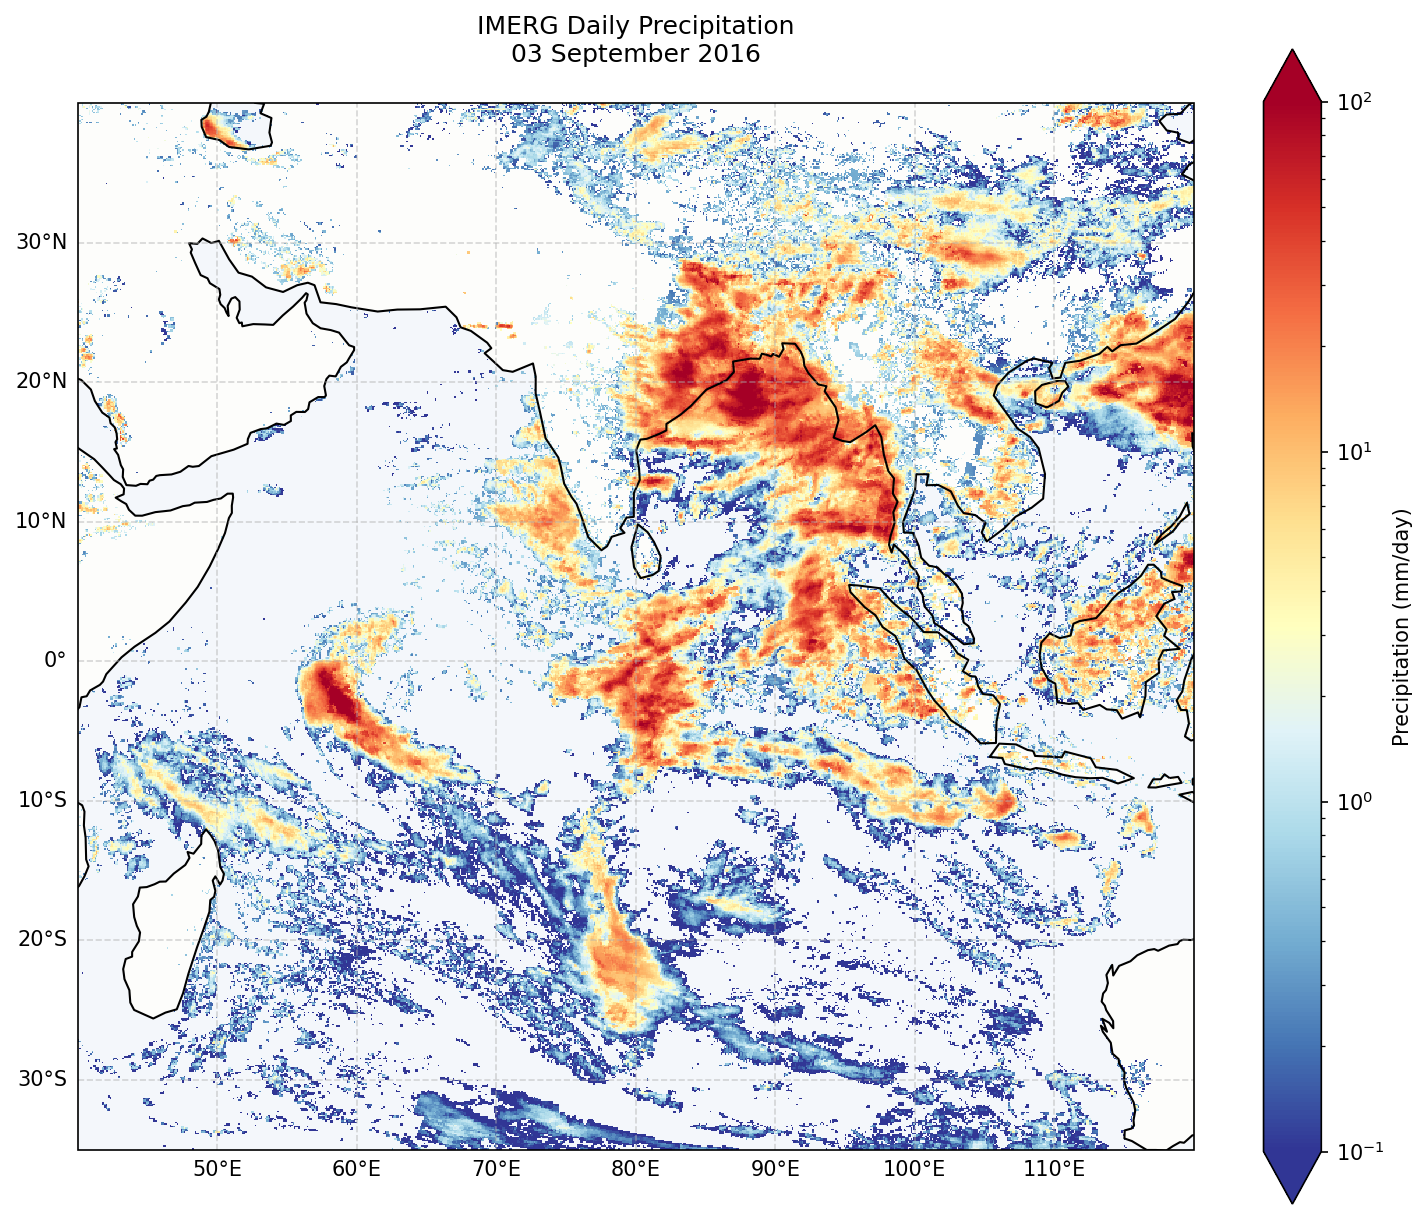 IMERG Daily Precipitation
03 September 2016
30°N
20°N
10°N
0°
10°S
20°S
30°S
50°E 60°E 70°E 80°E 90°E 100°E 110°E
10²
10¹
10⁰
10⁻¹
Precipitation (mm/day)